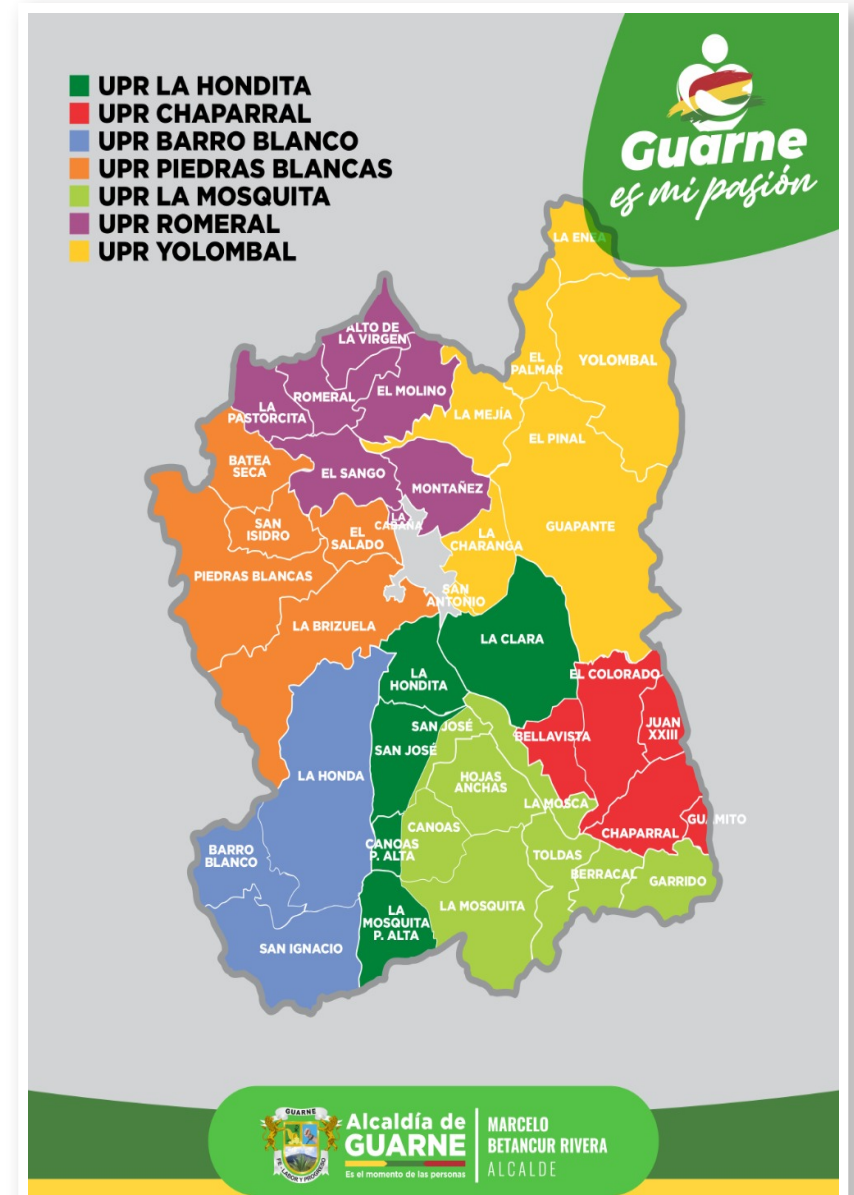 UPR LA HONDITA
UPR CHAPARRAL
UPR BARRO BLANCO
UPR PIEDRAS BLANCAS
UPR LA MOSQUITA
UPR ROMERAL
UPR YOLOMBAL
Guarne
es mi pasión
LA ENEA
ALTO DE
LA VIRGEN
EL
PALMAR
YOLOMBAL
ROMERAL
EL MOLINO
LA
PASTORCITA
LA MEJÍA
EL PINAL
BATEA
SECA
EL SANGO
MONTAÑEZ
LA
CABAÑA
SAN
ISIDRO
EL
SALADO
LA
CHARANGA
GUAPANTE
PIEDRAS BLANCAS
SAN
ANTONIO
LA BRIZUELA
LA CLARA
LA
HONDITA
EL COLORADO
SAN JOSÉ
BELLAVISTA
JUAN
XXIII
SAN JOSÉ
LA HONDA
HOJAS
ANCHAS
LA MOSCA
CANOAS
CHAPARRAL
GUAMITO
BARRO
BLANCO
CANOAS
P. ALTA
TOLDAS
BERRACAL
GARRIDO
LA MOSQUITA
LA
MOSQUITA
P. ALTA
SAN IGNACIO
GUARNE
FE, LABOR Y PROGRESO
Alcaldía de
GUARNE
Es el momento de las personas
MARCELO
BETANCUR RIVERA
ALCALDE